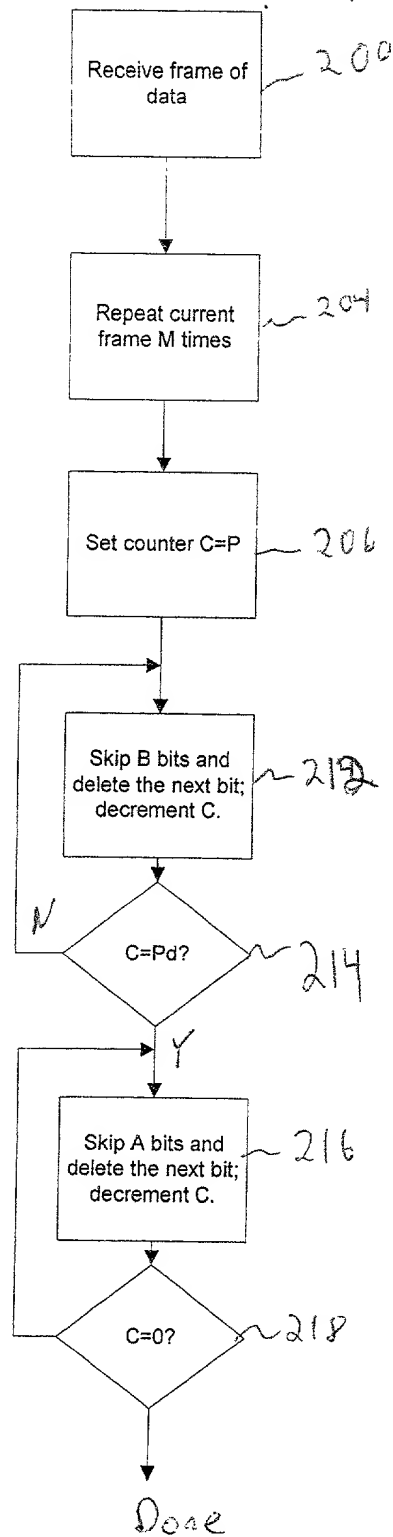 Receive frame of
data
200
Repeat current
frame M times
204
Set counter C=P
206
Skip B bits and
delete the next bit;
decrement C.
212
N
C=Pd?
214
Y
Skip A bits and
delete the next bit;
decrement C.
216
C=0?
218
Done